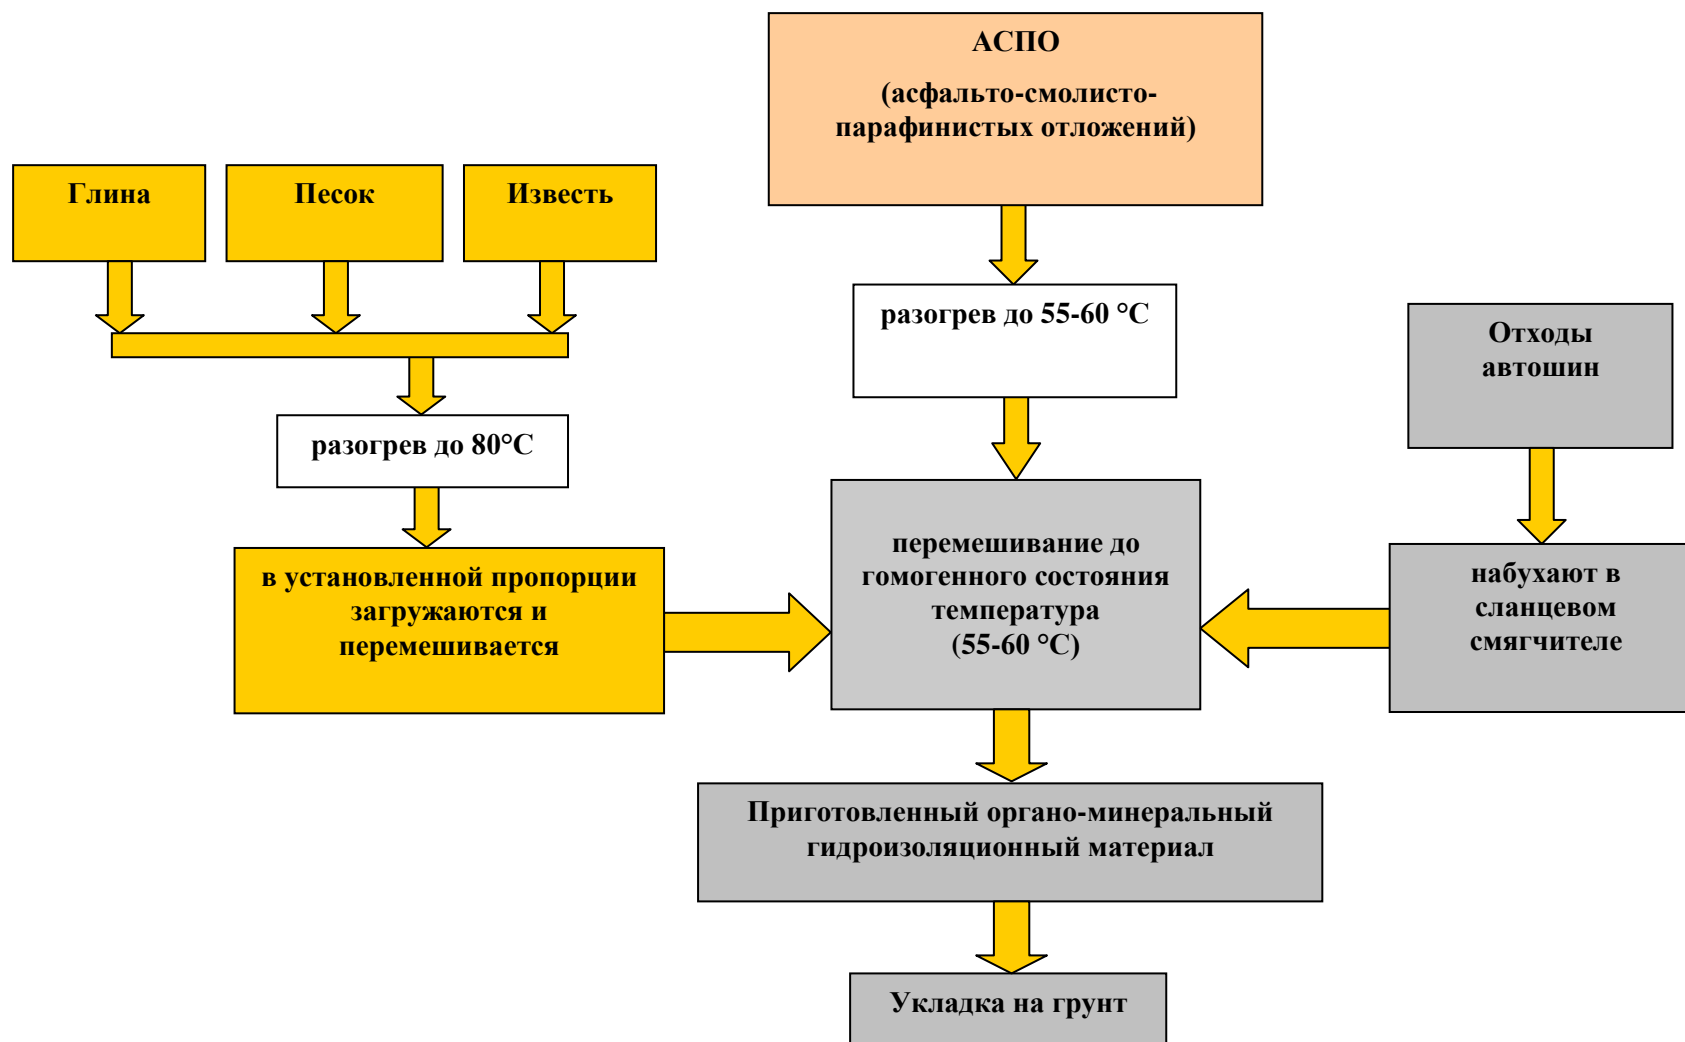 АСПО
(асфальто-смолисто-
парафинистых отложений)
Глина
Песок
Известь
разогрев до 55-60 °С
Отходы
автошин
разогрев до 80°С
перемешивание до
гомогенного состояния
температура
(55-60 °С)
в установленной пропорции
загружаются и
перемешивается
набухают в
сланцевом
смягчителе
Приготовленный органо-минеральный
гидроизоляционный материал
Укладка на грунт